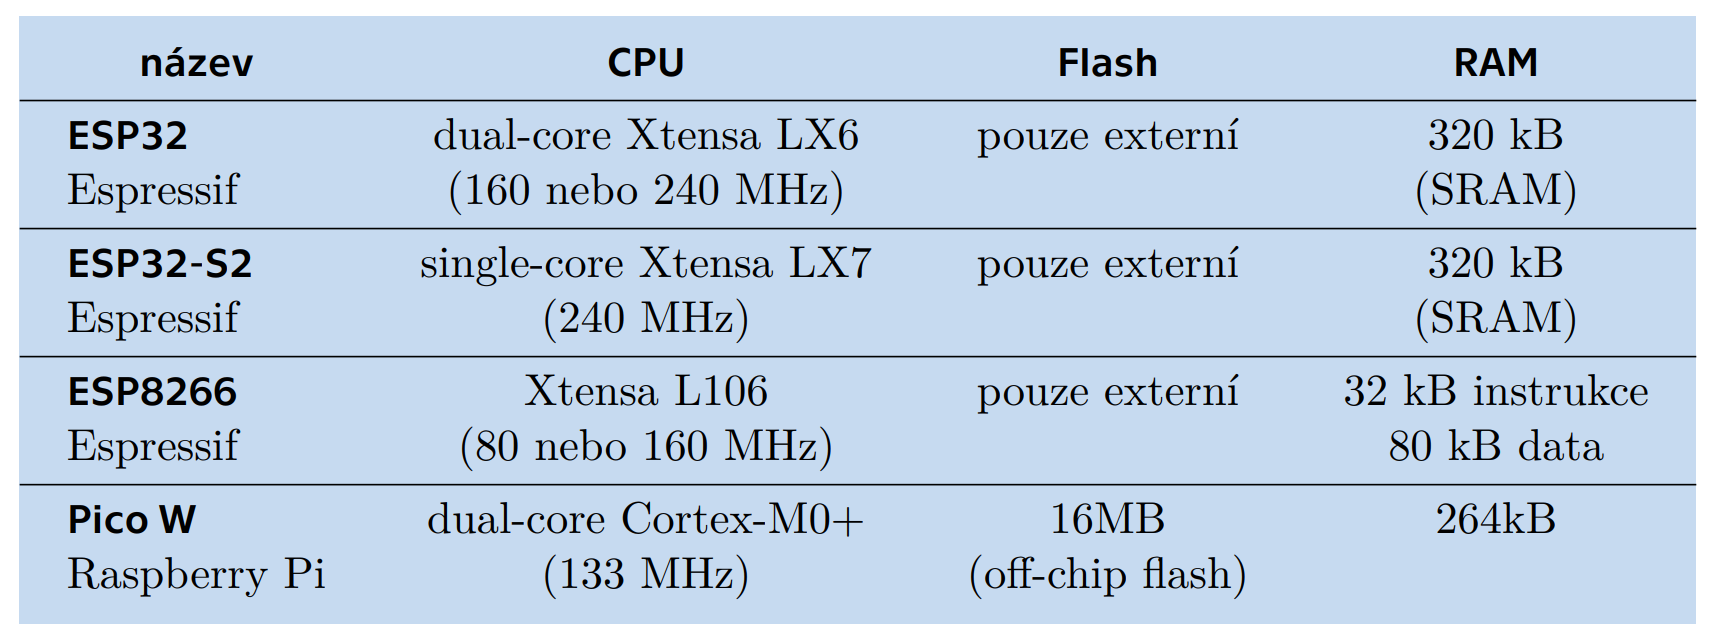 název CPU Flash RAM
ESP32 dual-core Xtensa LX6 pouze externí 320 kB
Espressif (160 nebo 240 MHz) (SRAM)
ESP32-S2 single-core Xtensa LX7 pouze externí 320 kB
Espressif (240 MHz) (SRAM)
ESP8266 Xtensa L106 pouze externí 32 kB instrukce
Espressif (80 nebo 160 MHz) 80 kB data
Pico W dual-core Cortex-M0+ 16MB 264kB
Raspberry Pi (133 MHz) (off-chip flash)